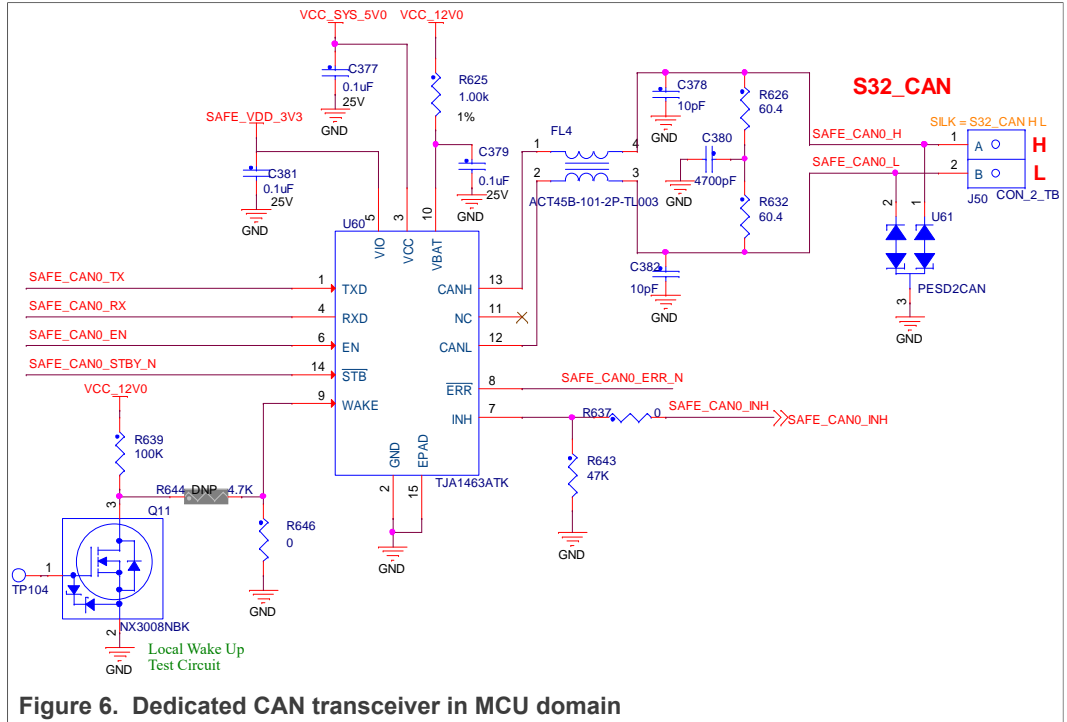 VCC_SYS_5V0
VCC_12V0
C377
0.1uF
25V
GND
R625
1.00k
1%
C378
10pF
GND
R626
60.4
S32_CAN
SAFE_VDD_3V3
FL4
1
4
2
3
ACT45B-101-2P-TL003
C380
4700pF
GND
SILK = S32_CAN H L
SAFE_CAN0_H
1
A
H
SAFE_CAN0_L
2
B
L
J50
CON_2_TB
C379
0.1uF
25V
GND
C381
0.1uF
25V
GND
R632
60.4
2
1
U61
PESD2CAN
3
GND
C382
10pF
GND
U60
5
3
10
VIO
VCC
VBAT
SAFE_CAN0_TX
1
TXD
CANH
13
SAFE_CAN0_RX
4
RXD
NC
11
SAFE_CAN0_EN
6
EN
CANL
12
SAFE_CAN0_STBY_N
14
STB
ERR
8
SAFE_CAN0_ERR_N
VCC_12V0
9
WAKE
INH
7
R637
0
SAFE_CAN0_INH
SAFE_CAN0_INH
GND
EPAD
2
15
TJA1463ATK
GND
R643
47K
GND
R639
100K
R644
DNP
4.7K
3
Q11
R646
0
GND
TP104
1
NX3008NBK
2
GND
Local Wake Up
Test Circuit
Figure 6. Dedicated CAN transceiver in MCU domain